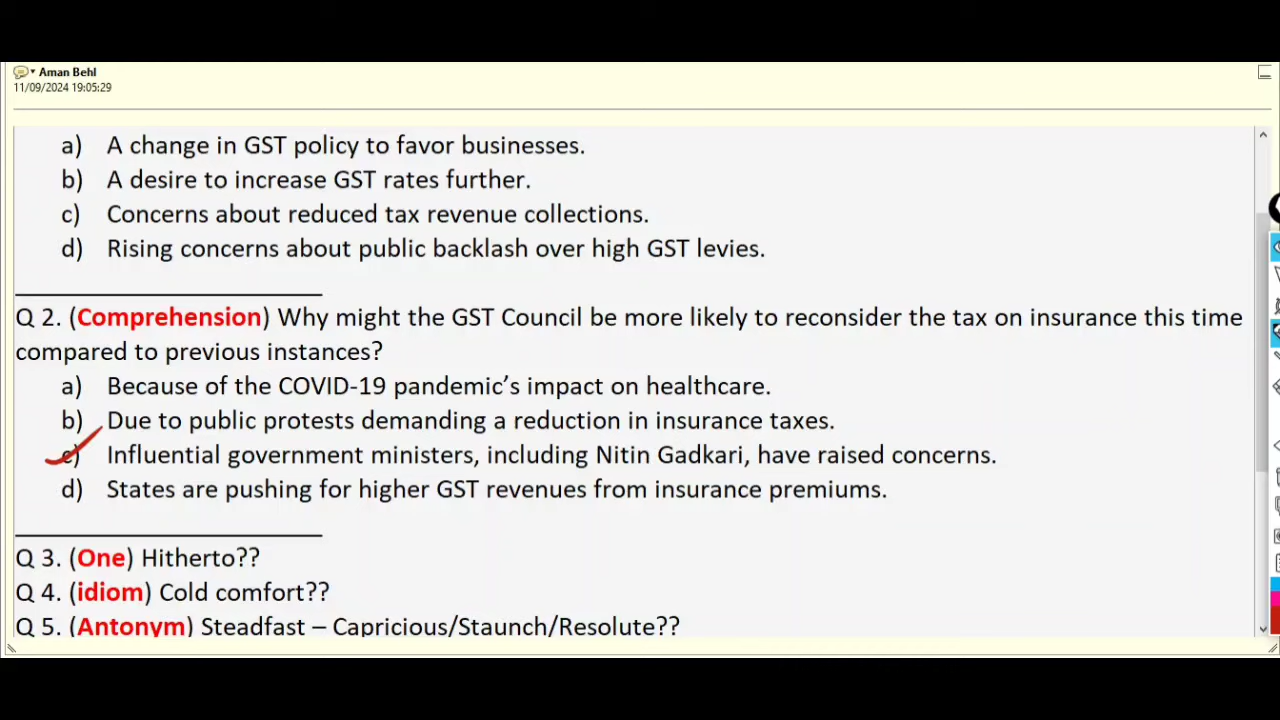 Aman Behl
11/09/2024 19:05:29
a) A change in GST policy to favor businesses.
b) A desire to increase GST rates further.
c) Concerns about reduced tax revenue collections.
d) Rising concerns about public backlash over high GST levies.
Q 2. (Comprehension) Why might the GST Council be more likely to reconsider the tax on insurance this time
compared to previous instances?
a) Because of the COVID-19 pandemic’s impact on healthcare.
b) Due to public protests demanding a reduction in insurance taxes.
c) Influential government ministers, including Nitin Gadkari, have raised concerns.
d) States are pushing for higher GST revenues from insurance premiums.
Q 3. (One) Hitherto??
Q 4. (idiom) Cold comfort??
Q 5. (Antonym) Steadfast – Capricious/Staunch/Resolute??